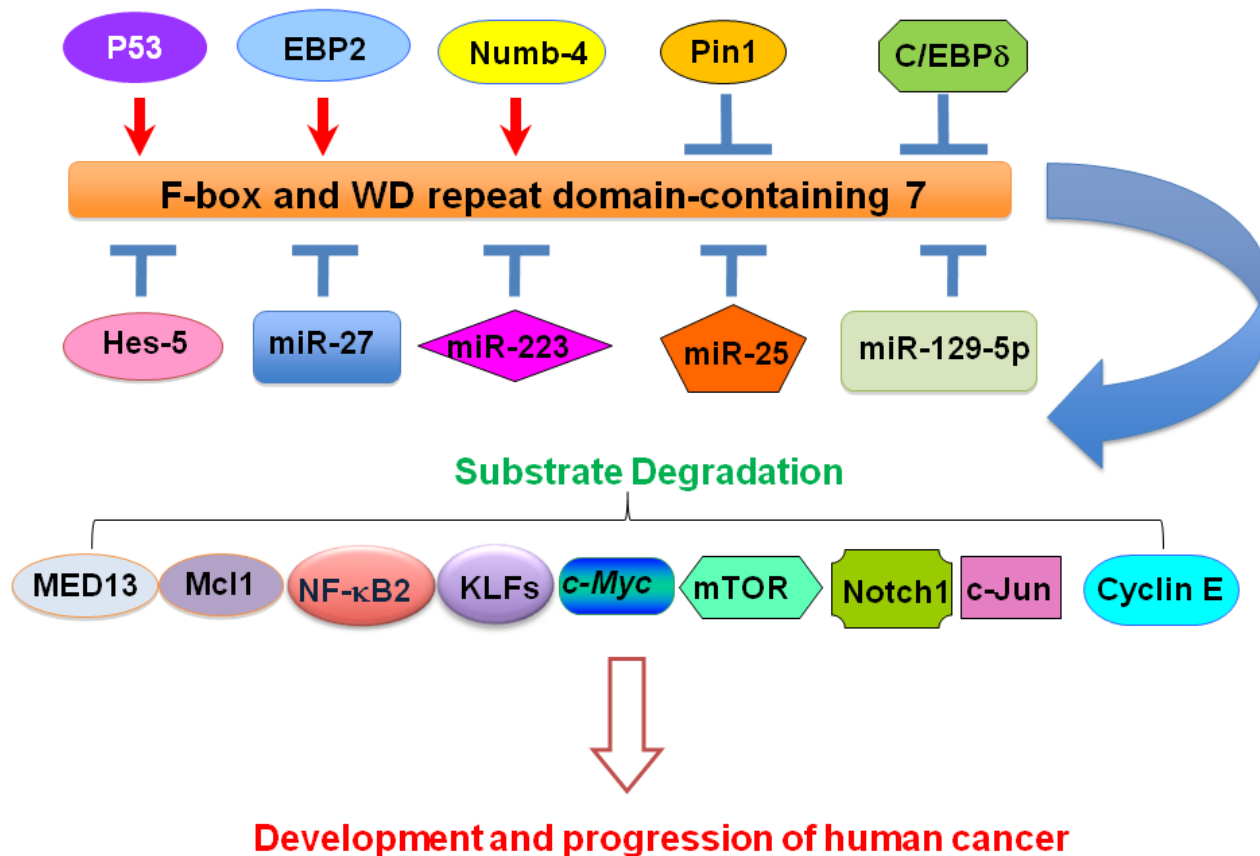 P53
EBP2
Numb-4
Pin1
C/EBPδ
F-box and WD repeat domain-containing 7
Hes-5
miR-27
miR-223
miR-25
miR-129-5p
Substrate Degradation
MED13
Mcl1
NF-κB2
KLFs
c-Myc
mTOR
Notch1
c-Jun
Cyclin E
Development and progression of human cancer